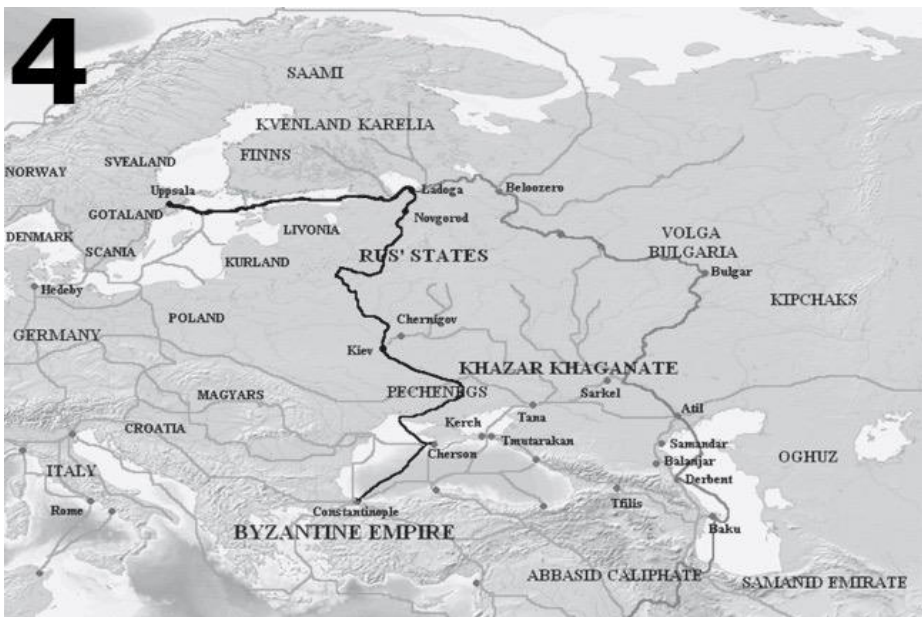 4
SAAMI
KVENLAND KARELIA
SVEALAND
FINNS
NORWAY
Uppsala
Ladoga
Beloozero
GOTALAND
Novgorod
LIVONIA
DENMARK
VOLGA
BULGARIA
SCANIA
KURLAND
RUS' STATES
Bulgar
Hedeby
KIPCHAKS
POLAND
Chernigov
GERMANY
Kiev
KHAZAR KHAGANATE
PECHENEGS
Sarkel
MAGYARS
Atil
Tana
CROATIA
Kerch
Tmutarakan
Samandar
Cherson
OGHUZ
ITALY
Balanjar
Derbent
Rome
Constantinople
Tfilis
Baku
BYZANTINE EMPIRE
ABBASID CALIPHATE
SAMANID EMIRATE